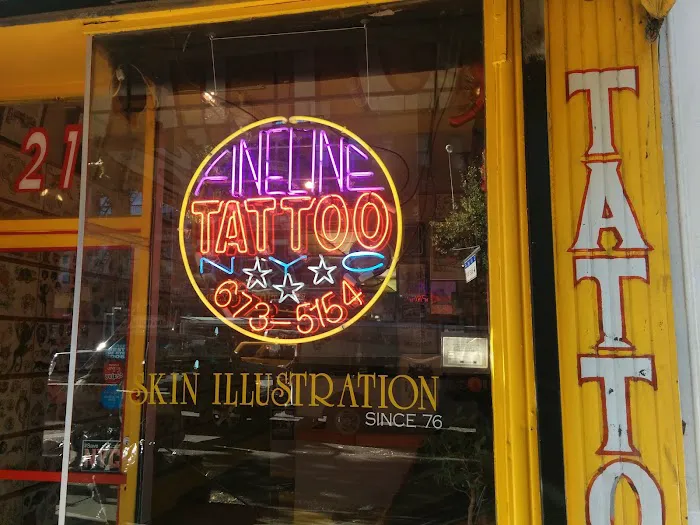 21
FINELINE
TATTOO
NYC
673-5154
SKIN ILLUSTRATION
SINCE 76
TATTO